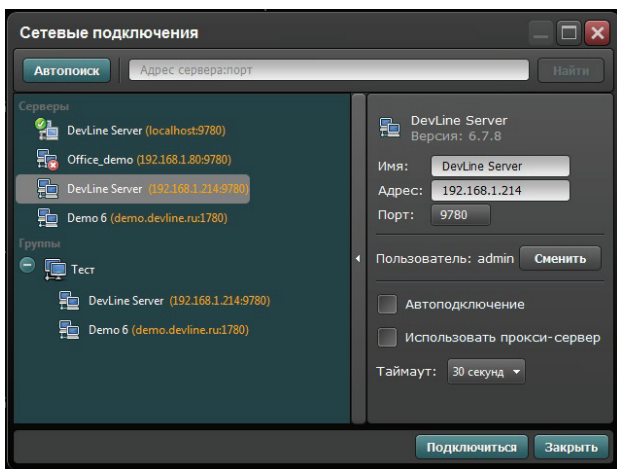 Сетевые подключения
Автопоиск Адрес сервера:порт Найти
Серверы
DevLine Server (localhost:9780)
Office_demo (192.168.1.80:9780)
DevLine Server (192.168.1.214:9780)
Demo 6 (demo.devline.ru:1780)
Группы
Тест
DevLine Server (192.168.1.214:9780)
Demo 6 (demo.devline.ru:1780)
DevLine Server
Версия: 6.7.8
Имя: DevLine Server
Адрес: 192.168.1.214
Порт: 9780
Пользователь: admin Сменить
Автоподключение
Использовать прокси-сервер
Таймаут: 30 секунд
Подключиться Закрыть